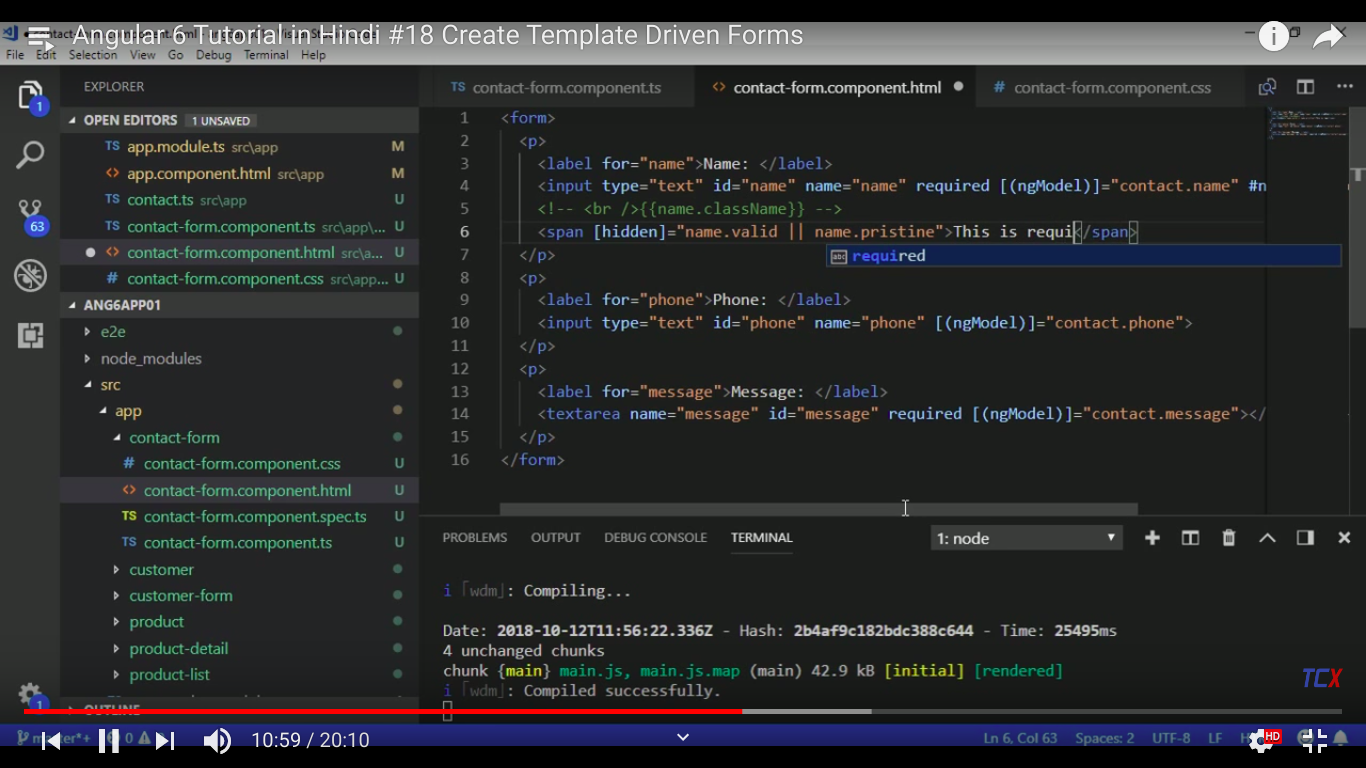 Angular 6 Tutorial in Hindi #18 Create Template Driven Forms
File Edit Selection View Go Debug Terminal Help
EXPLORER
OPEN EDITORS 1 UNSAVED
TS app.module.ts src\app M
<> app.component.html src\app M
TS contact.ts src\app U
TS contact-form.component.ts src\app\... U
<> contact-form.component.html src\a... U
# contact-form.component.css src\app... U
ANG6APP01
e2e
node_modules
src
app
contact-form
# contact-form.component.css U
<> contact-form.component.html U
TS contact-form.component.spec.ts U
TS contact-form.component.ts U
customer
customer-form
product
product-detail
product-list
OUTLINE
1
63
1
TS contact-form.component.ts <> contact-form.component.html # contact-form.component.css
1 <form>
2 <p>
3 <label for="name">Name: </label>
4 <input type="text" id="name" name="name" required [(ngModel)]="contact.name" #n
5 <!-- <br />{{name.className}} -->
6 <span [hidden]="name.valid || name.pristine">This is requi</span>
abc required
7 </p>
8 <p>
9 <label for="phone">Phone: </label>
10 <input type="text" id="phone" name="phone" [(ngModel)]="contact.phone">
11 </p>
12 <p>
13 <label for="message">Message: </label>
14 <textarea name="message" id="message" required [(ngModel)]="contact.message"></
15 </p>
16 </form>
PROBLEMS OUTPUT DEBUG CONSOLE TERMINAL 1: node
i ｢wdm｣: Compiling...
Date: 2018-10-12T11:56:22.336Z - Hash: 2b4af9c182bdc388c644 - Time: 25495ms
4 unchanged chunks
chunk {main} main.js, main.js.map (main) 42.9 kB [initial] [rendered]
i ｢wdm｣: Compiled successfully.
TCX
10:59 / 20:10
Ln 6, Col 63 Spaces: 2 UTF-8 LF
HD